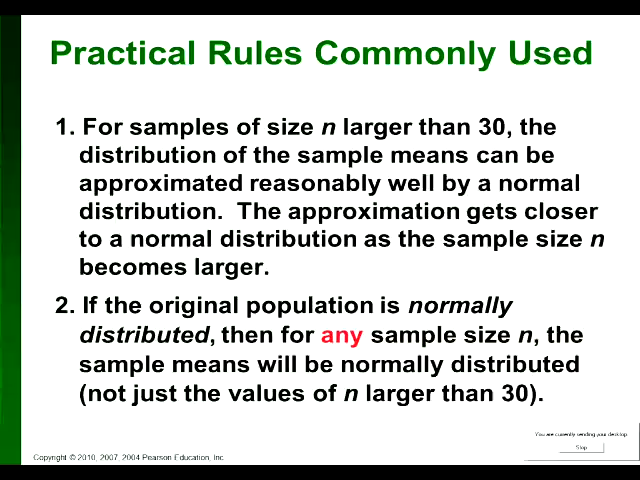 Practical Rules Commonly Used
1. For samples of size n larger than 30, the
distribution of the sample means can be
approximated reasonably well by a normal
distribution. The approximation gets closer
to a normal distribution as the sample size n
becomes larger.
2. If the original population is normally
distributed, then for any sample size n, the
sample means will be normally distributed
(not just the values of n larger than 30).
You are currently sending your desktop
Stop
Copyright © 2010, 2007, 2004 Pearson Education, Inc